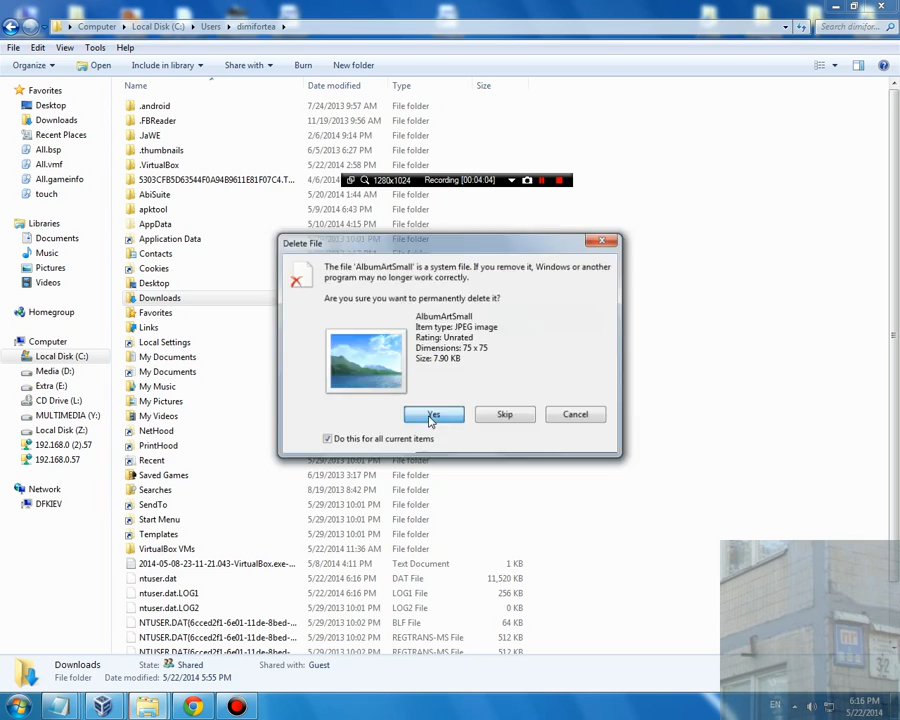 Computer ▸ Local Disk (C:) ▸ Users ▸ dimifortea ▸
Search dimifor...
File Edit View Tools Help
Organize Open Include in library Share with Burn New folder
Name Date modified Type Size
Favorites
Desktop
Downloads
Recent Places
All.bsp
All.vmf
All.gameinfo
touch
Libraries
Documents
Music
Pictures
Videos
Homegroup
Computer
Local Disk (C:)
Media (D:)
Extra (E:)
CD Drive (L:)
MULTIMEDIA (Y:)
Local Disk (Z:)
192.168.0 (2).57
192.168.0.57
Network
DFKIEV
.android 7/24/2013 9:57 AM File folder
.FBReader 11/19/2013 9:56 AM File folder
JaWE 2/6/2014 9:14 PM File folder
.thumbnails 6/5/2013 6:27 PM File folder
.VirtualBox 5/22/2014 2:58 PM File folder
5303CFB5D63544F0A94B9611E81F07C4.T... 4/6/2014
1280x1024 Recording [00:04:04]
AbiSuite 5/20/2014 1:44 AM File folder
apktool 5/9/2014 6:43 PM File folder
AppData 5/10/2014 4:15 PM File folder
Application Data
Contacts
Cookies
Desktop
Downloads
Favorites
Links
Local Settings
My Documents
My Documents
My Music
My Pictures
My Videos
NetHood
PrintHood
Recent 5/29/2013 10:01 PM File folder
Saved Games 6/19/2013 3:17 PM File folder
Searches 8/19/2013 8:42 PM File folder
SendTo 5/29/2013 10:01 PM File folder
Start Menu 5/29/2013 10:01 PM File folder
Templates 5/29/2013 10:01 PM File folder
VirtualBox VMs 5/22/2014 11:36 AM File folder
2014-05-08-23-11-21.043-VirtualBox.exe-... 5/8/2014 4:11 PM Text Document 1 KB
ntuser.dat 5/22/2014 6:16 PM DAT File 11,520 KB
ntuser.dat.LOG1 5/22/2014 6:16 PM LOG1 File 256 KB
ntuser.dat.LOG2 5/29/2013 10:01 PM LOG2 File 0 KB
NTUSER.DAT{6cced2f1-6e01-11de-8bed-... 5/29/2013 10:02 PM BLF File 64 KB
NTUSER.DAT{6cced2f1-6e01-11de-8bed-... 5/29/2013 10:02 PM REGTRANS-MS File 512 KB
NTUSER.DAT{6cced2f1-6e01-11de-8bed-... 5/29/2013 10:02 PM REGTRANS-MS File 512 KB
Delete File
The file 'AlbumArtSmall' is a system file. If you remove it, Windows or another
program may no longer work correctly.
Are you sure you want to permanently delete it?
AlbumArtSmall
Item type: JPEG image
Rating: Unrated
Dimensions: 75 x 75
Size: 7.90 KB
Yes Skip Cancel
Do this for all current items
32
Downloads State: Shared Shared with: Guest
File folder Date modified: 5/22/2014 5:55 PM
EN
6:16 PM
5/22/2014